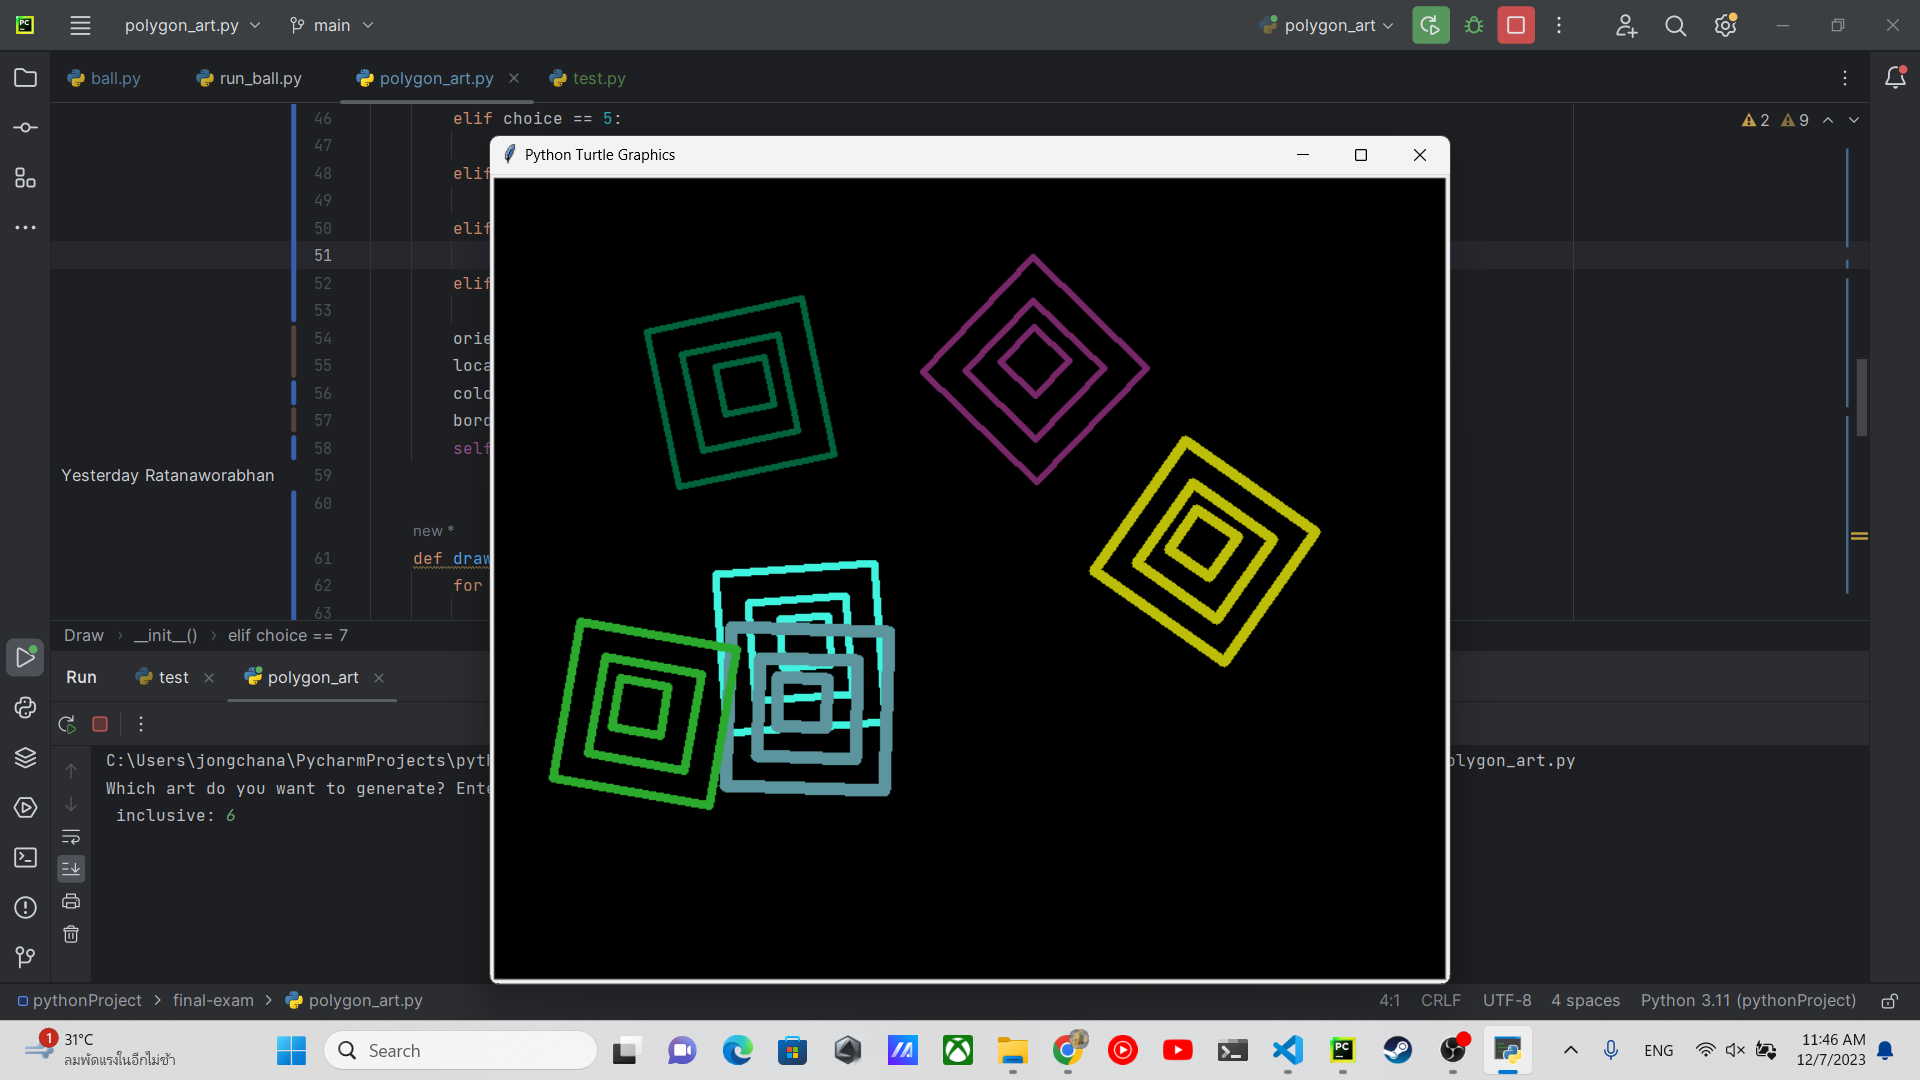 polygon_art.py
main
polygon_art
ball.py
run_ball.py
polygon_art.py
test.py
46 elif choice == 5:
2 9
47
48 elif
49
50 elif
51
52 elif
53
54 orie
55 loca
56 colo
57 bord
58 self
Yesterday Ratanaworabhan 59
60
new *
61 def draw
62 for
63
Python Turtle Graphics
Draw › __init__() › elif choice == 7
Run
test
polygon_art
C:\Users\jongchana\PycharmProjects\pyth
olygon_art.py
Which art do you want to generate? Ente
inclusive: 6
pythonProject > final-exam > polygon_art.py
4:1 CRLF UTF-8 4 spaces Python 3.11 (pythonProject)
1
31°C
ลมพัดแรงในอีกไม่ช้า
Search
ENG
11:46 AM
12/7/2023